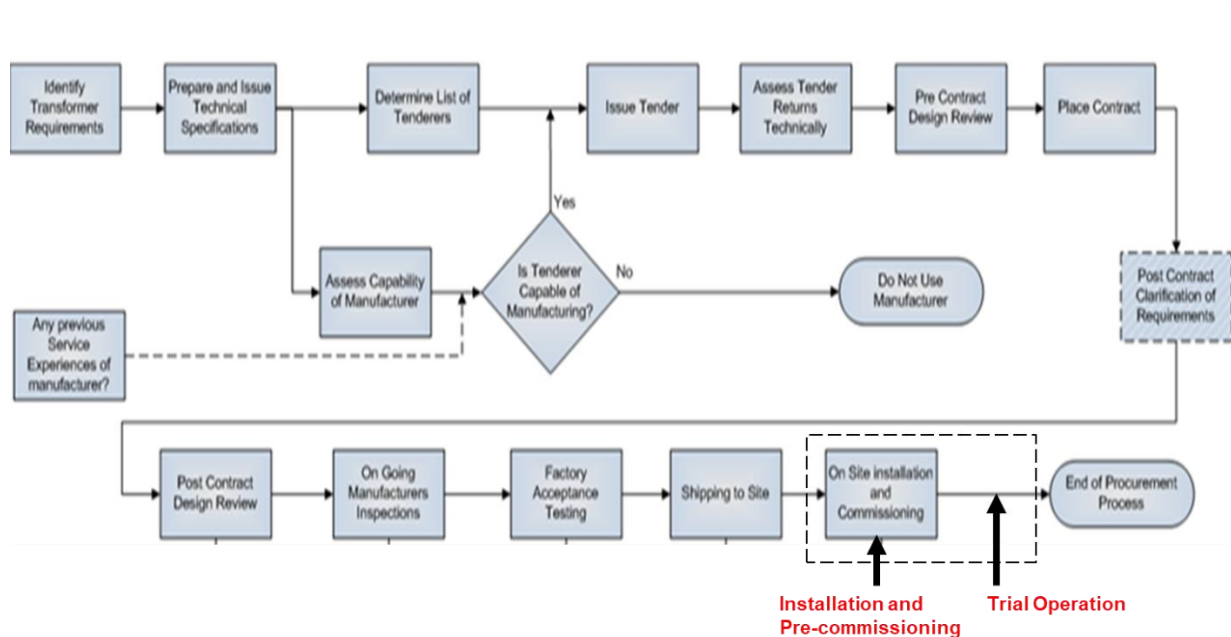 Identify
Transformer
Requirements
Prepare and Issue
Technical
Specifications
Determine List of
Tenderers
Issue Tender
Assess Tender
Returns
Technically
Pre Contract
Design Review
Place Contract
Yes
Assess Capability
of Manufacturer
Is Tenderer
Capable of
Manufacturing?
No
Do Not Use
Manufacturer
Post Contract
Clarification of
Requirements
Any previous
Service
Experiences of
manufacturer?
Post Contract
Design Review
On Going
Manufacturers
Inspections
Factory
Acceptance
Testing
Shipping to Site
On Site installation
and
Commissioning
End of Procurement
Process
Installation and
Pre-commissioning
Trial Operation